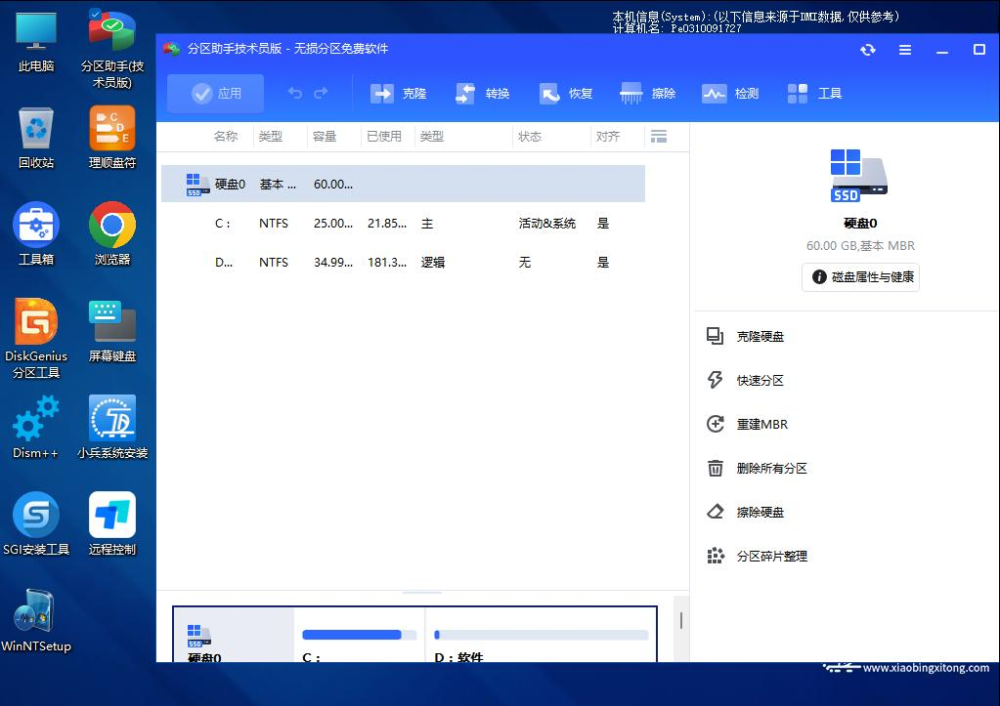 本机信息(System):(以下信息来源于DMI数据,仅供参考)
计算机名: Pe0310091727
此电脑
分区助手(技
术员版)
回收站
理顺盘符
工具箱
浏览器
DiskGenius
分区工具
屏幕键盘
Dism++
小兵系统安装
SGI安装工具
远程控制
WinNTSetup
分区助手技术员版 - 无损分区免费软件
应用
克隆
转换
恢复
擦除
检测
工具
名称 类型 容量 已使用 类型 状态 对齐
SSD 硬盘0 基本 ... 60.00...
C: NTFS 25.00... 21.85... 主 活动&系统 是
D... NTFS 34.99... 181.3... 逻辑 无 是
SSD
硬盘0
60.00 GB,基本 MBR
磁盘属性与健康
克隆硬盘
快速分区
重建MBR
删除所有分区
擦除硬盘
分区碎片整理
SSD
硬盘0
C:
D:软件
www.xiaobingxitong.com